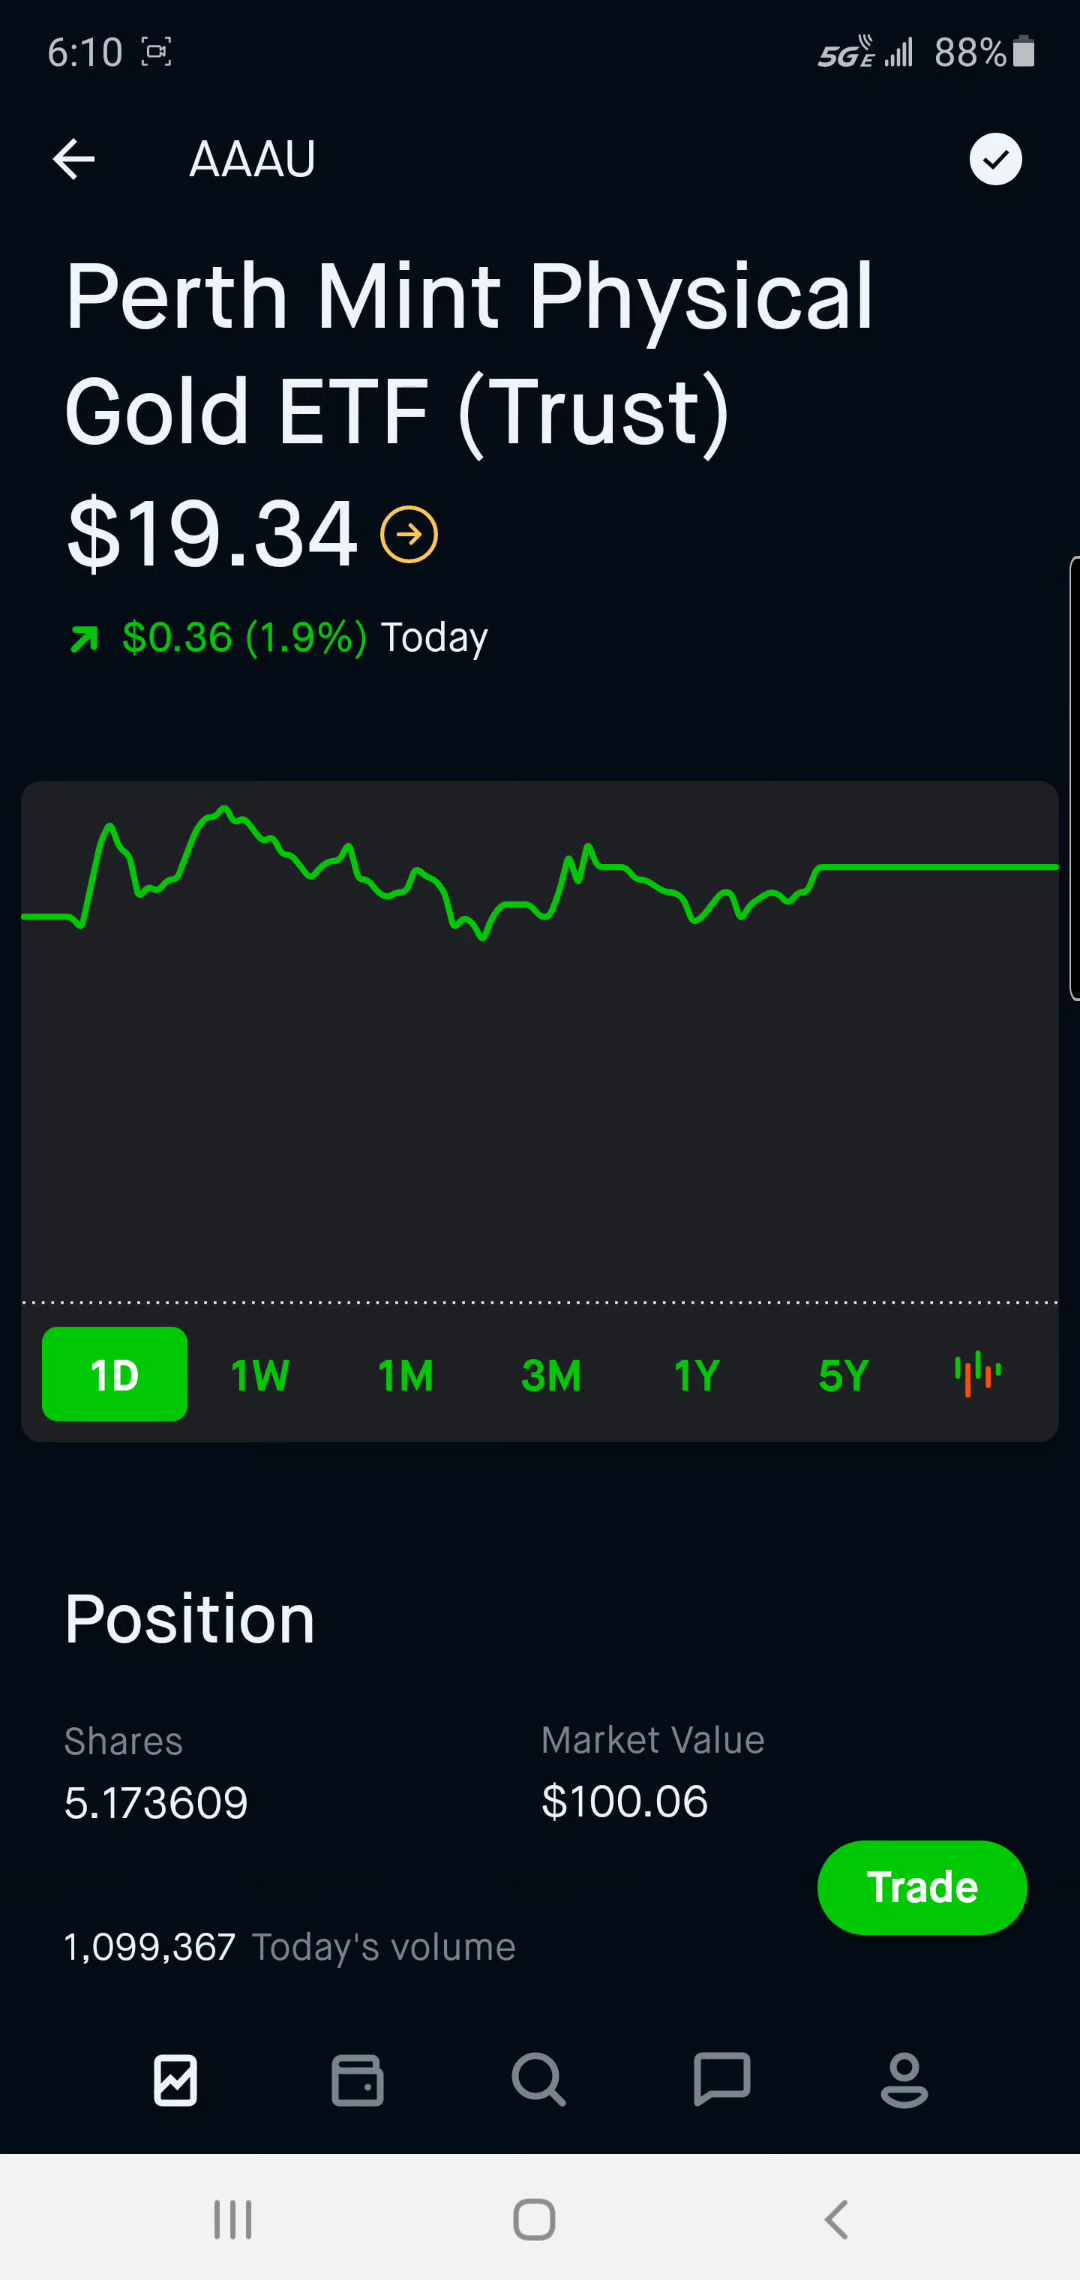 6:10 5GE 88%
AAAU
Perth Mint Physical
Gold ETF (Trust)
$19.34
$0.36 (1.9%) Today
1D 1W 1M 3M 1Y 5Y
Position
Shares Market Value
5.173609 $100.06
Trade
1,099,367 Today's volume